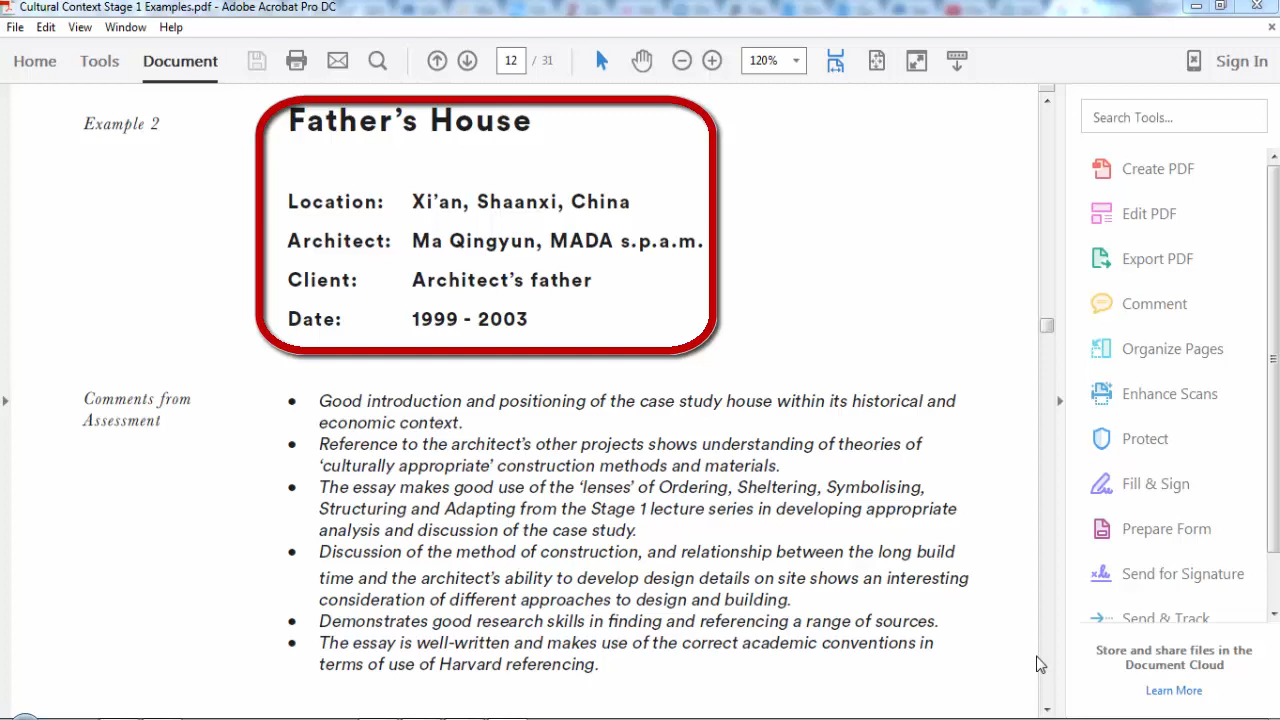 Cultural Context Stage 1 Examples.pdf - Adobe Acrobat Pro DC
File Edit View Window Help
Home Tools Document 12 / 31 120% Sign In
Example 2
Father's House
Location: Xi'an, Shaanxi, China
Architect: Ma Qingyun, MADA s.p.a.m.
Client: Architect's father
Date: 1999 - 2003
Comments from
Assessment
• Good introduction and positioning of the case study house within its historical and
economic context.
• Reference to the architect's other projects shows understanding of theories of
'culturally appropriate' construction methods and materials.
• The essay makes good use of the 'lenses' of Ordering, Sheltering, Symbolising,
Structuring and Adapting from the Stage 1 lecture series in developing appropriate
analysis and discussion of the case study.
• Discussion of the method of construction, and relationship between the long build
time and the architect's ability to develop design details on site shows an interesting
consideration of different approaches to design and building.
• Demonstrates good research skills in finding and referencing a range of sources.
• The essay is well-written and makes use of the correct academic conventions in
terms of use of Harvard referencing.
Search Tools...
Create PDF
Edit PDF
Export PDF
Comment
Organize Pages
Enhance Scans
Protect
Fill & Sign
Prepare Form
Send for Signature
Send & Track
Store and share files in the
Document Cloud
Learn More